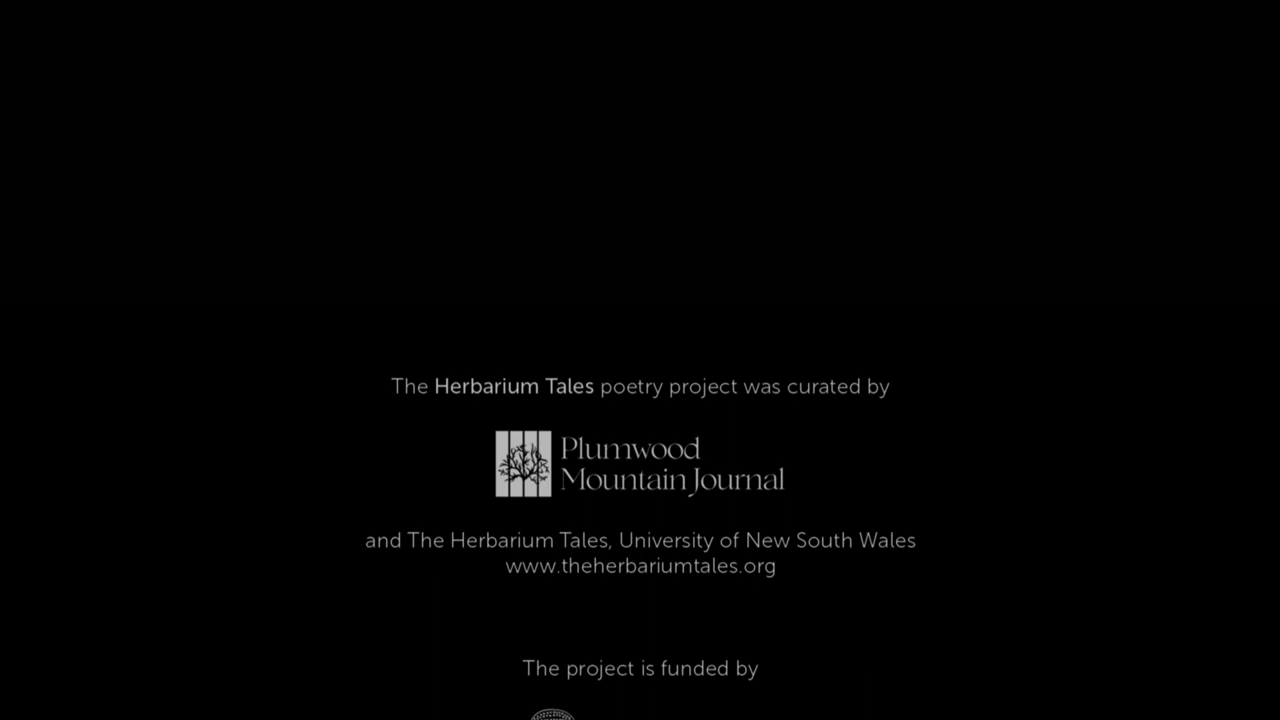 The Herbarium Tales poetry project was curated by
Plumwood
Mountain Journal
and The Herbarium Tales, University of New South Wales
www.theherbariumtales.org
The project is funded by